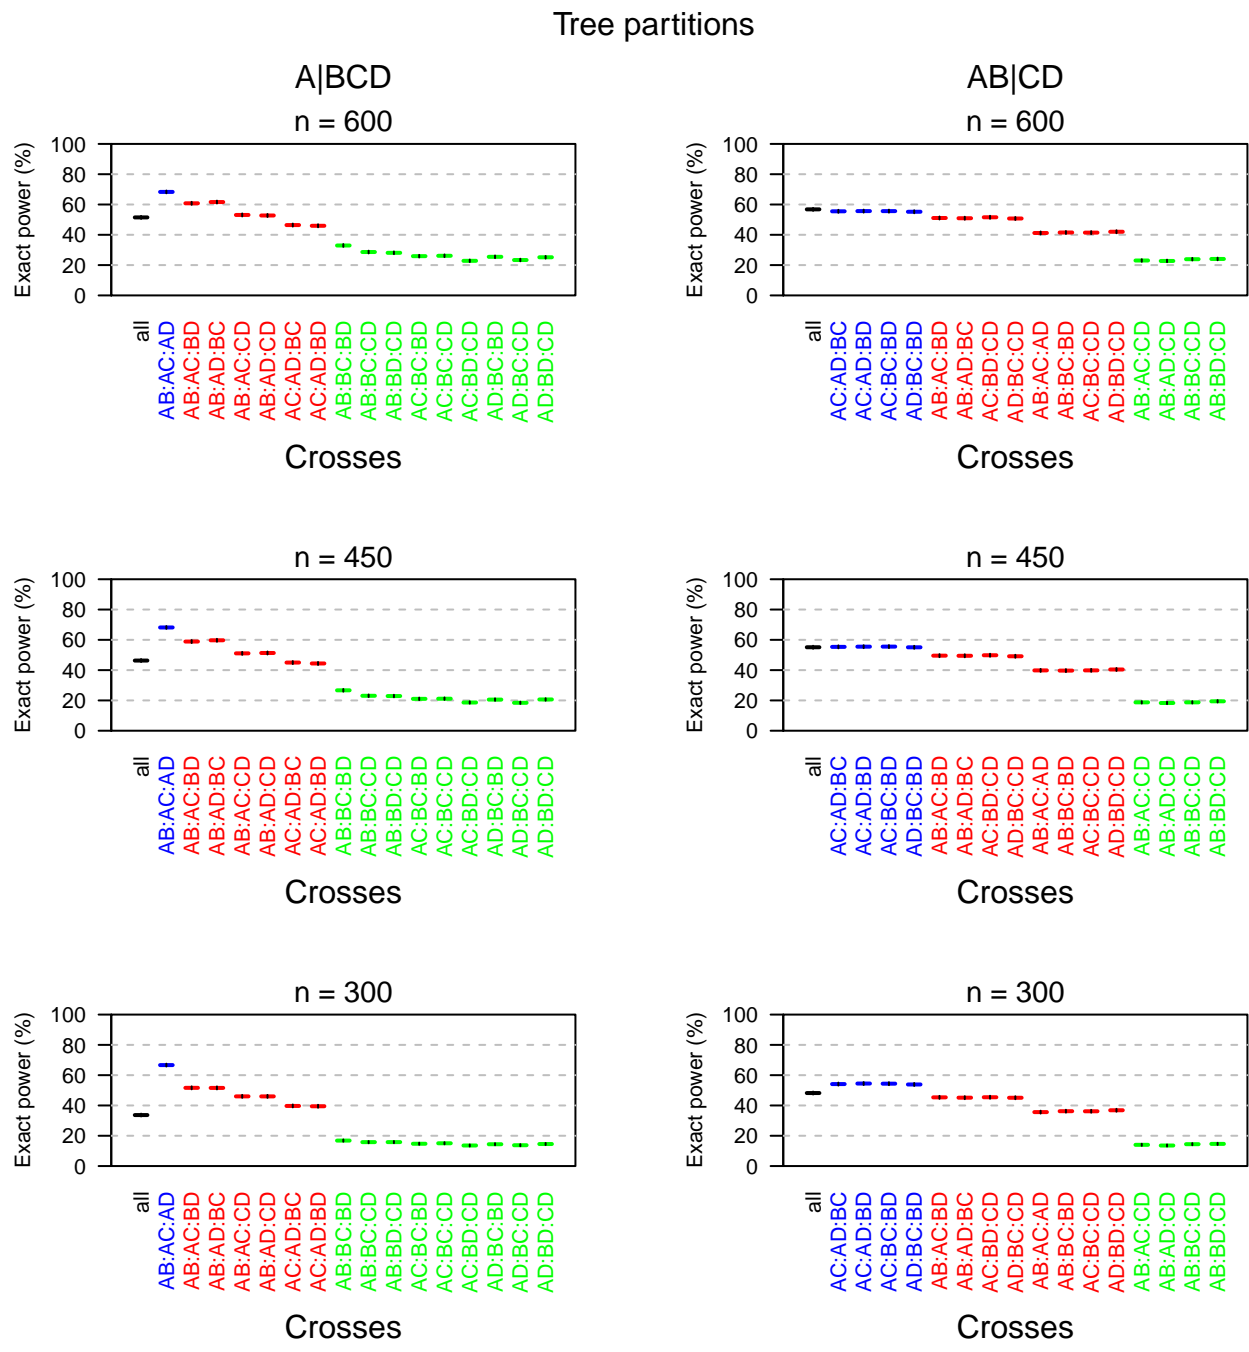 Tree partitions
A|BCD
n = 600
Exact power (%)
100
80
60
40
20
0
all
AB:AC:AD
AB:AC:BD
AB:AD:BC
AB:AC:CD
AB:AD:CD
AC:AD:BC
AC:AD:BD
AB:BC:BD
AB:BC:CD
AB:BD:CD
AC:BC:BD
AC:BC:CD
AC:BD:CD
AD:BC:BD
AD:BC:CD
AD:BD:CD
Crosses
AB|CD
n = 600
Exact power (%)
100
80
60
40
20
0
all
AC:AD:BC
AC:AD:BD
AC:BC:BD
AD:BC:BD
AB:AC:BD
AB:AD:BC
AC:BD:CD
AD:BC:CD
AB:AC:AD
AB:BC:BD
AC:BC:CD
AD:BD:CD
AB:AC:CD
AB:AD:CD
AB:BC:CD
AB:BD:CD
Crosses
n = 450
Exact power (%)
100
80
60
40
20
0
all
AB:AC:AD
AB:AC:BD
AB:AD:BC
AB:AC:CD
AB:AD:CD
AC:AD:BC
AC:AD:BD
AB:BC:BD
AB:BC:CD
AB:BD:CD
AC:BC:BD
AC:BC:CD
AC:BD:CD
AD:BC:BD
AD:BC:CD
AD:BD:CD
Crosses
n = 450
Exact power (%)
100
80
60
40
20
0
all
AC:AD:BC
AC:AD:BD
AC:BC:BD
AD:BC:BD
AB:AC:BD
AB:AD:BC
AC:BD:CD
AD:BC:CD
AB:AC:AD
AB:BC:BD
AC:BC:CD
AD:BD:CD
AB:AC:CD
AB:AD:CD
AB:BC:CD
AB:BD:CD
Crosses
n = 300
Exact power (%)
100
80
60
40
20
0
all
AB:AC:AD
AB:AC:BD
AB:AD:BC
AB:AC:CD
AB:AD:CD
AC:AD:BC
AC:AD:BD
AB:BC:BD
AB:BC:CD
AB:BD:CD
AC:BC:BD
AC:BC:CD
AC:BD:CD
AD:BC:BD
AD:BC:CD
AD:BD:CD
Crosses
n = 300
Exact power (%)
100
80
60
40
20
0
all
AC:AD:BC
AC:AD:BD
AC:BC:BD
AD:BC:BD
AB:AC:BD
AB:AD:BC
AC:BD:CD
AD:BC:CD
AB:AC:AD
AB:BC:BD
AC:BC:CD
AD:BD:CD
AB:AC:CD
AB:AD:CD
AB:BC:CD
AB:BD:CD
Crosses